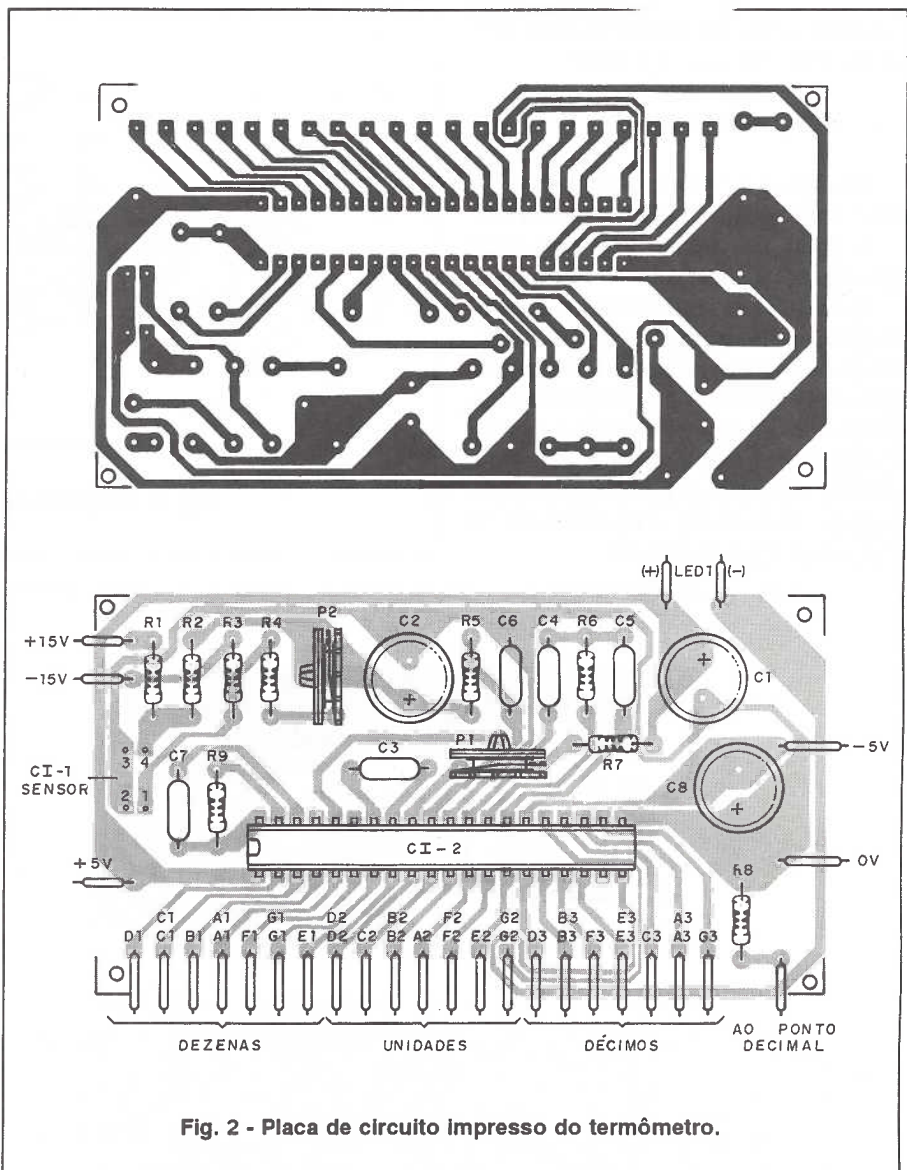 (+) LED1 (-)
P2
R1 R2 R3 R4 C2 R5 C6 C4 R6 C5
+15V
-15V
C1
P1
-5V
C7 R9 C3 R7
3 4
CI-1
SENSOR
2 1
C8
CI-2
+5V
0V
R8
C1 A1 G1 D2 B2 F2 G2 B3 E3 A3
D1 C1 B1 A1 F1 G1 E1 D2 C2 B2 A2 F2 E2 G2 D3 B3 F3 E3 C3 A3 G3
DEZENAS UNIDADES DÉCIMOS
AO PONTO
DECIMAL
Fig. 2 - Placa de circuito impresso do termômetro.